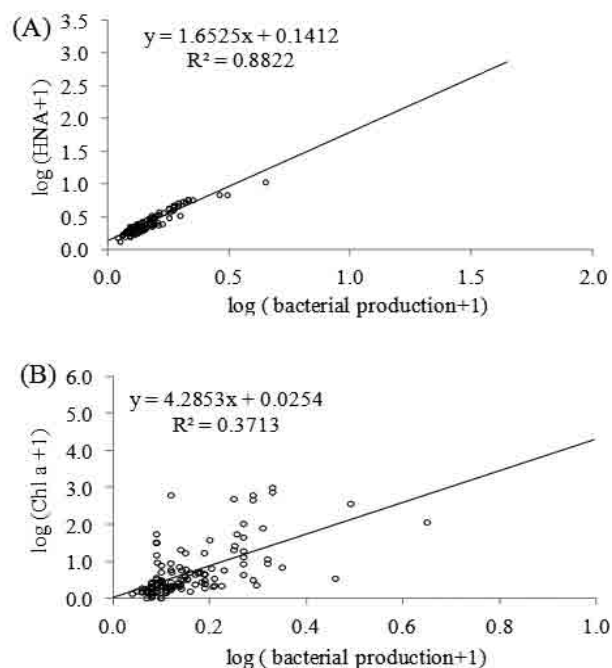 (A)
y = 1.6525x + 0.1412
R² = 0.8822
log (HNA+1)
3.5
3.0
2.5
2.0
1.5
1.0
0.5
0.0
0.0 0.5 1.0 1.5 2.0
log ( bacterial production+1)
(B)
y = 4.2853x + 0.0254
R² = 0.3713
log (Chl a +1)
6.0
5.0
4.0
3.0
2.0
1.0
0.0
0.0 0.2 0.4 0.6 0.8 1.0
log ( bacterial production+1)